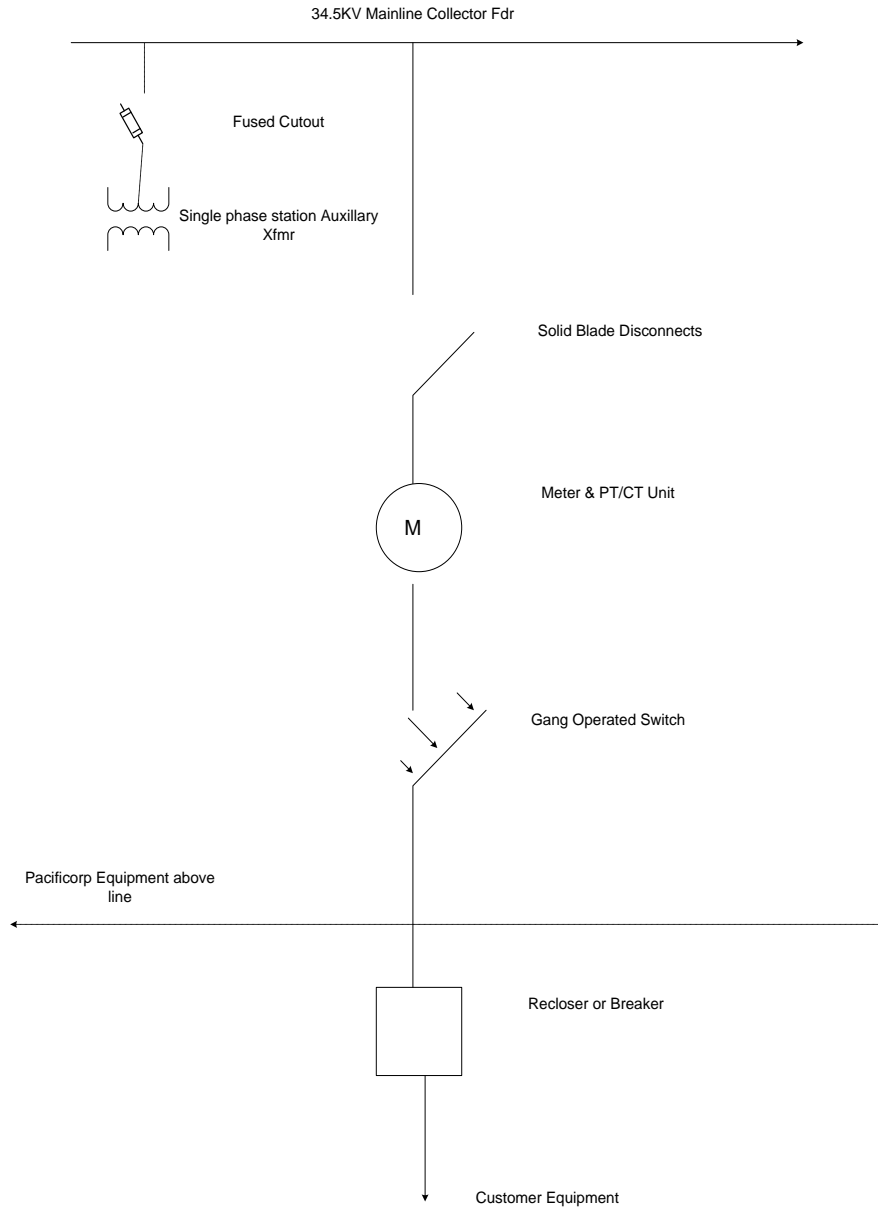 34.5KV Mainline Collector Fdr
Fused Cutout
Single phase station Auxillary
Xfmr
Solid Blade Disconnects
Meter & PT/CT Unit
M
Gang Operated Switch
Pacificorp Equipment above
line
Recloser or Breaker
Customer Equipment